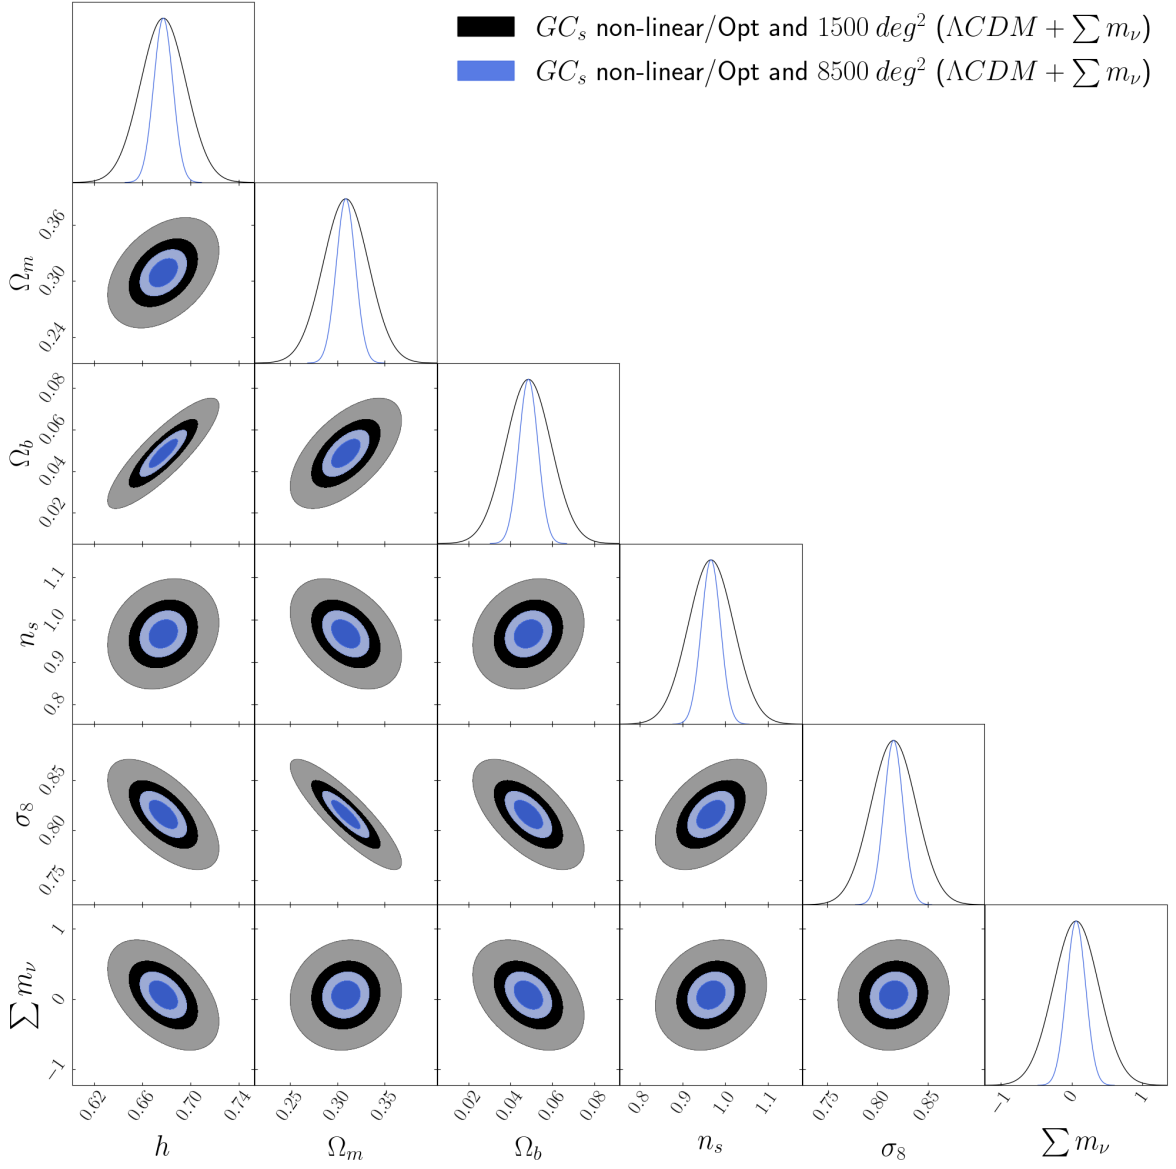 GC_s non-linear/Opt and 1500 deg² (ΛCDM + ∑ m_ν)
GC_s non-linear/Opt and 8500 deg² (ΛCDM + ∑ m_ν)
Ω_m
0.36
0.30
0.24
Ω_b
0.08
0.06
0.04
0.02
n_s
1.1
1.0
0.9
0.8
σ_8
0.85
0.80
0.75
∑ m_ν
1
0
−1
0.62 0.66 0.70 0.74
0.25 0.30 0.35
0.02 0.04 0.06 0.08
0.8 0.9 1.0 1.1
0.75 0.80 0.85
−1 0 1
h
Ω_m
Ω_b
n_s
σ_8
∑ m_ν